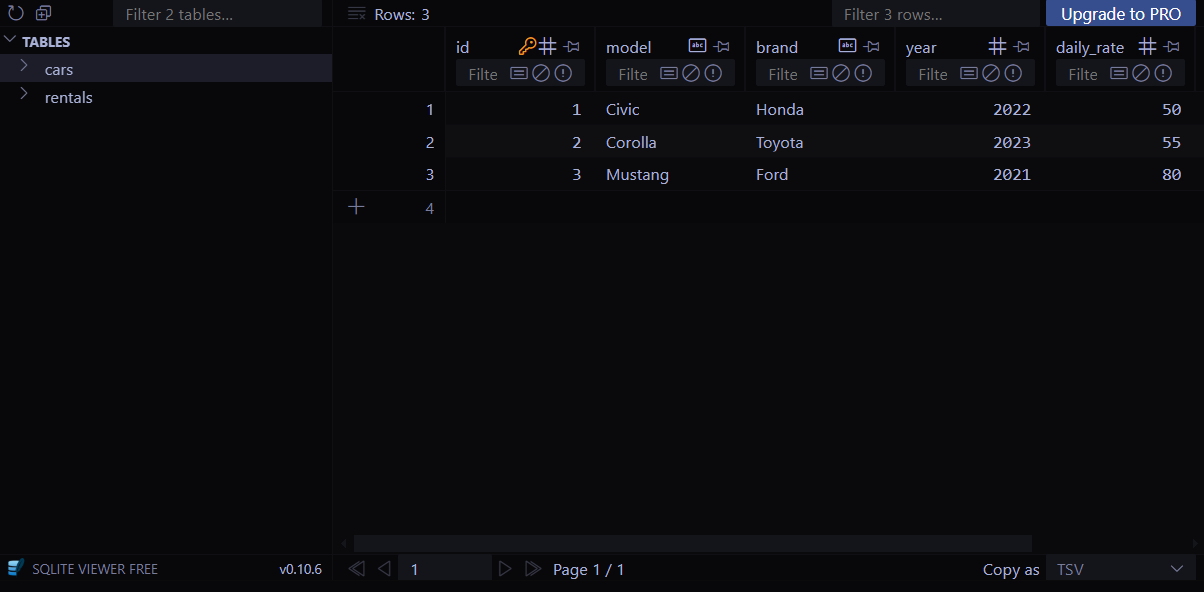 Filter 2 tables... Rows: 3 Filter 3 rows... Upgrade to PRO
TABLES
cars
rentals
id model abc brand abc year daily_rate
Filte Filte Filte Filte Filte
1 1 Civic Honda 2022 50
2 2 Corolla Toyota 2023 55
3 3 Mustang Ford 2021 80
4
SQLITE VIEWER FREE v0.10.6 1 Page 1 / 1 Copy as TSV